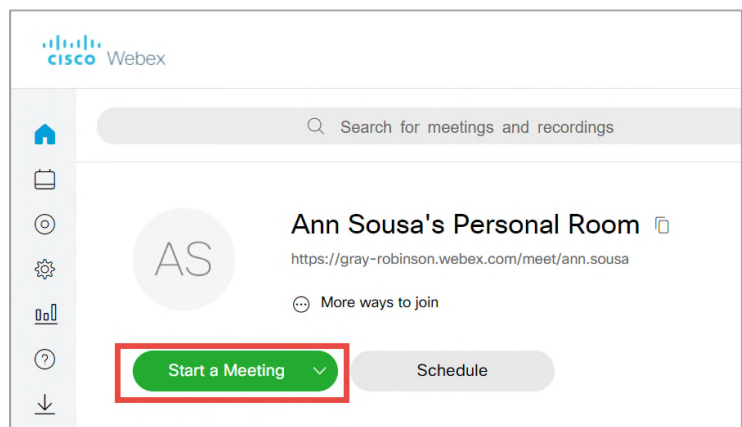 cisco Webex
Search for meetings and recordings
AS
Ann Sousa's Personal Room
https://gray-robinson.webex.com/meet/ann.sousa
More ways to join
Start a Meeting
Schedule